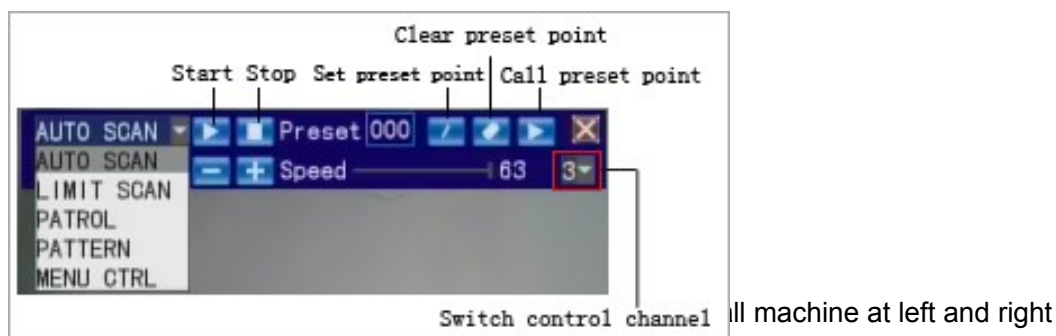 Clear preset point
Start Stop Set preset point Call preset point
AUTO SCAN Preset 000
AUTO SCAN Speed 63 3
LIMIT SCAN
PATROL
PATTERN
MENU CTRL
Switch control channel ll machine at left and right